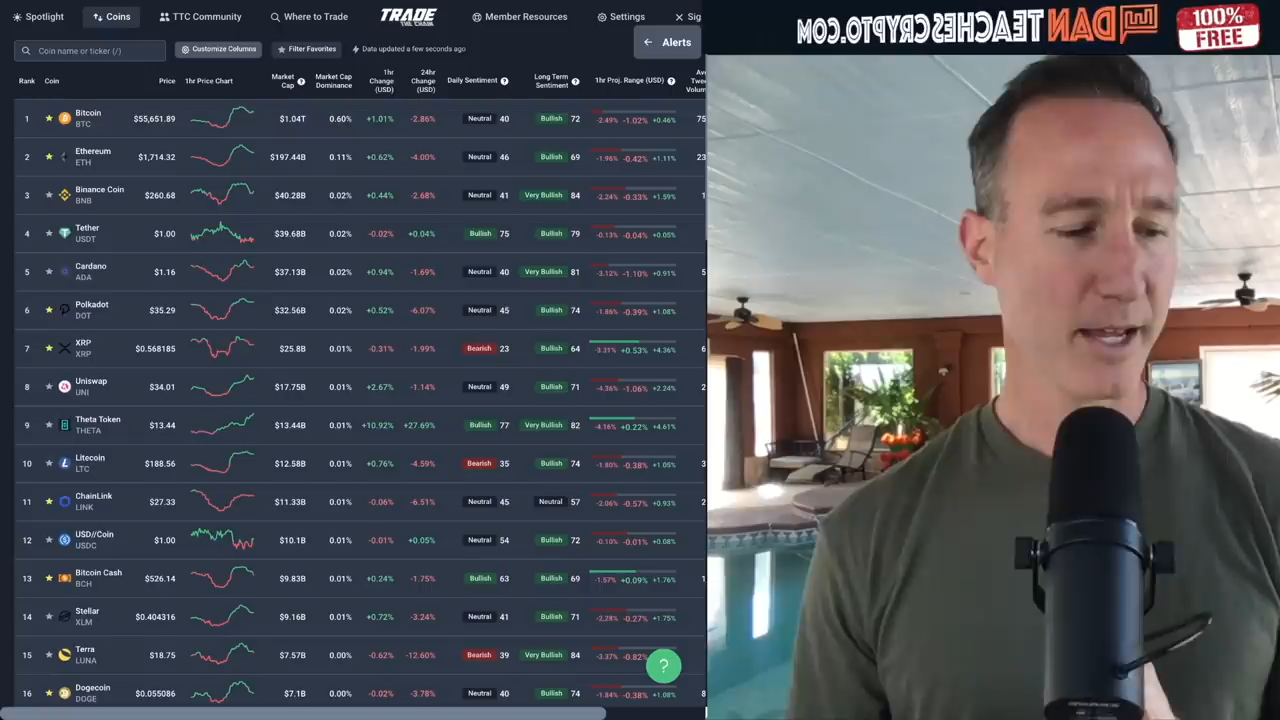 Spotlight Coins TTC Community Where to Trade TRADE THE CHAIN Member Resources Settings Sig
Coin name or ticker (/) Customize Columns Filter Favorites Data updated a few seconds ago Alerts
Rank Coin Price 1hr Price Chart Market Cap Market Cap Dominance 1hr Change (USD) 24hr Change (USD) Daily Sentiment Long Term Sentiment 1hr Proj. Range (USD)
1 Bitcoin BTC $55,651.89 $1.04T 0.60% +1.01% -2.86% Neutral 40 Bullish 72 -2.49% -1.02% +0.46% 75
2 Ethereum ETH $1,714.32 $197.44B 0.11% +0.62% -4.00% Neutral 46 Bullish 69 -1.96% -0.42% +1.11% 23
3 Binance Coin BNB $260.68 $40.28B 0.02% +0.44% -2.68% Neutral 41 Very Bullish 84 -2.24% -0.33% +1.59% 1
4 Tether USDT $1.00 $39.68B 0.02% -0.02% +0.04% Bullish 75 Bullish 79 -0.13% -0.04% +0.05%
5 Cardano ADA $1.16 $37.13B 0.02% +0.94% -1.69% Neutral 40 Very Bullish 81 -3.12% -1.10% +0.91% 5
6 Polkadot DOT $35.29 $32.56B 0.02% +0.52% -6.07% Neutral 45 Bullish 74 -1.86% -0.39% +1.08% 1
7 XRP XRP $0.568185 $25.8B 0.01% -0.31% -1.99% Bearish 23 Bullish 64 -3.31% +0.53% +4.36% 6
8 Uniswap UNI $34.01 $17.75B 0.01% +2.67% -1.14% Neutral 49 Bullish 71 -4.36% -1.06% +2.24% 2
9 Theta Token THETA $13.44 $13.44B 0.01% +10.92% +27.69% Bullish 77 Very Bullish 82 -4.16% +0.22% +4.61%
10 Litecoin LTC $188.56 $12.58B 0.01% +0.76% -4.59% Bearish 35 Bullish 74 -1.80% -0.38% +1.05% 3
11 ChainLink LINK $27.33 $11.33B 0.01% -0.06% -6.51% Neutral 45 Neutral 57 -2.06% -0.57% +0.93% 2
12 USD//Coin USDC $1.00 $10.1B 0.01% -0.01% +0.05% Neutral 54 Bullish 72 -0.10% -0.01% +0.08%
13 Bitcoin Cash BCH $526.14 $9.83B 0.01% +0.24% -1.75% Bullish 63 Bullish 69 -1.57% +0.09% +1.76% 1
14 Stellar XLM $0.404316 $9.16B 0.01% +0.72% -3.24% Neutral 41 Bullish 71 -2.28% -0.27% +1.75%
15 Terra LUNA $18.75 $7.57B 0.00% -0.62% -12.60% Bearish 39 Very Bullish 84 -3.37% -0.82%
16 Dogecoin DOGE $0.055086 $7.1B 0.00% -0.02% -3.78% Neutral 40 Bullish 74 -1.84% -0.38% +1.08% 8
DAN TEACHESCRYPTO.COM
100% FREE